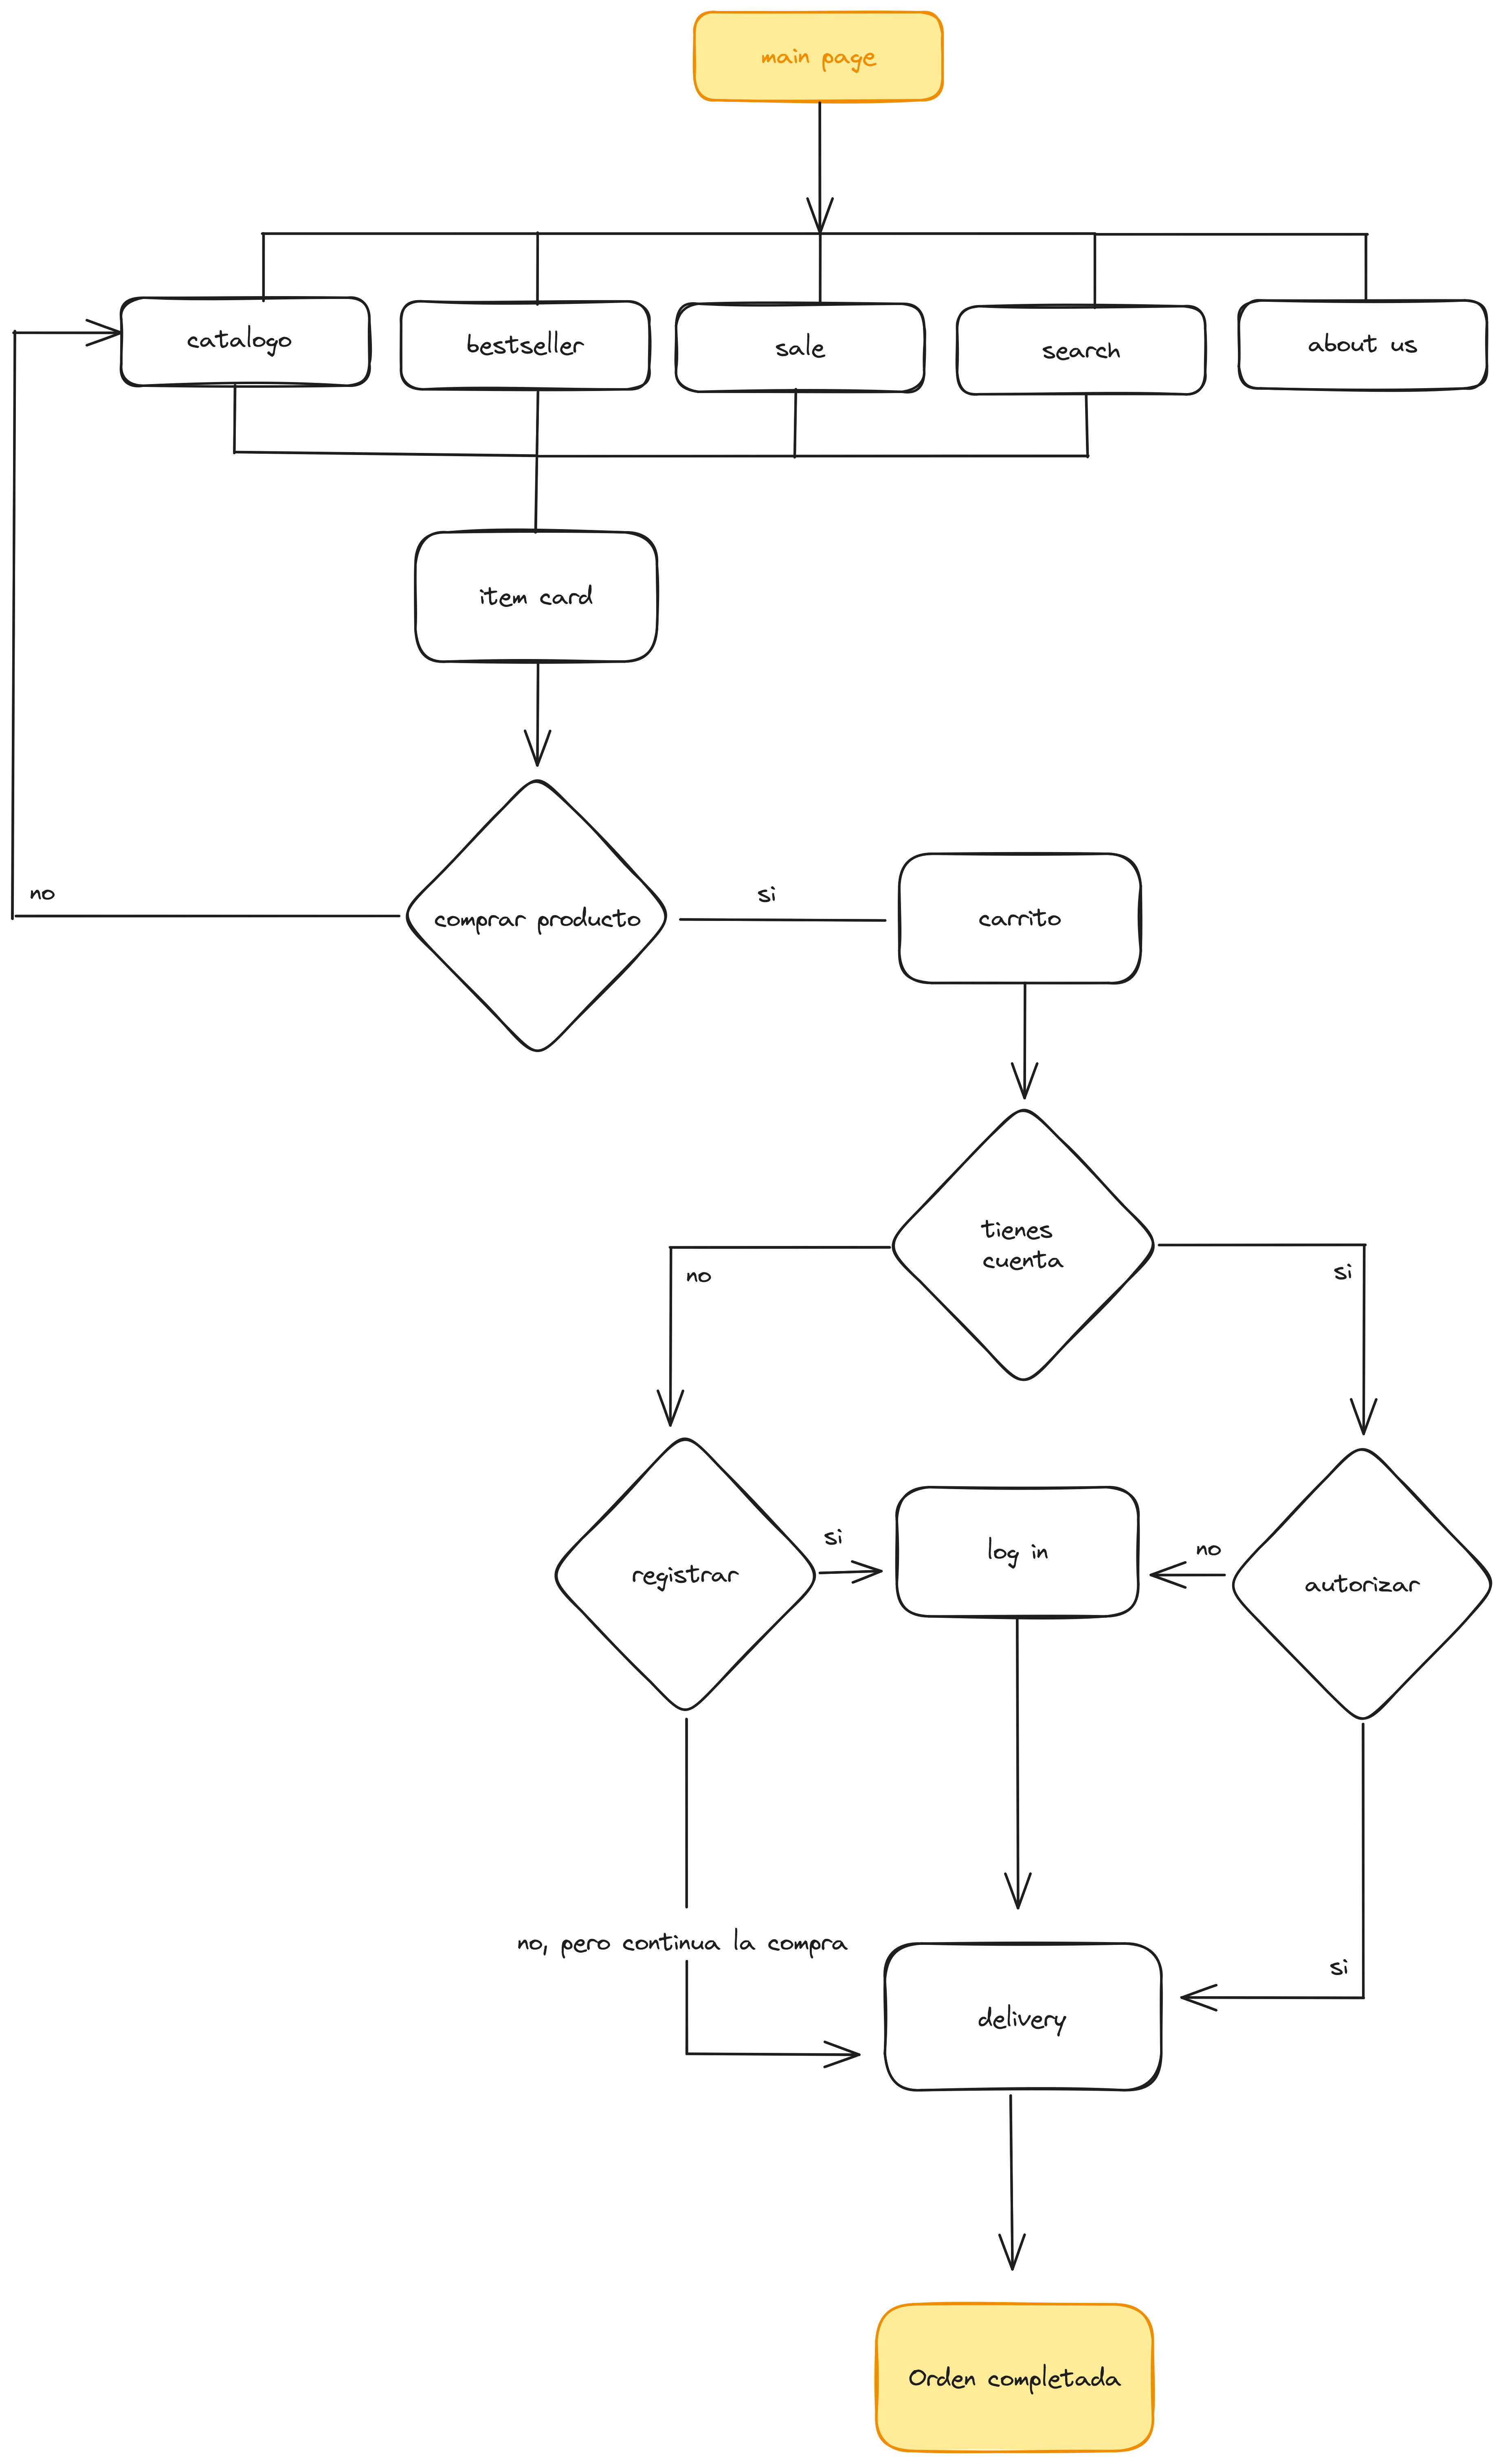 main page
catalogo
bestseller
sale
search
about us
item card
no
comprar producto
si
carrito
tienes
cuenta
no
si
registrar
si
log in
no
autorizar
no, pero continua la compra
si
delivery
Orden completada